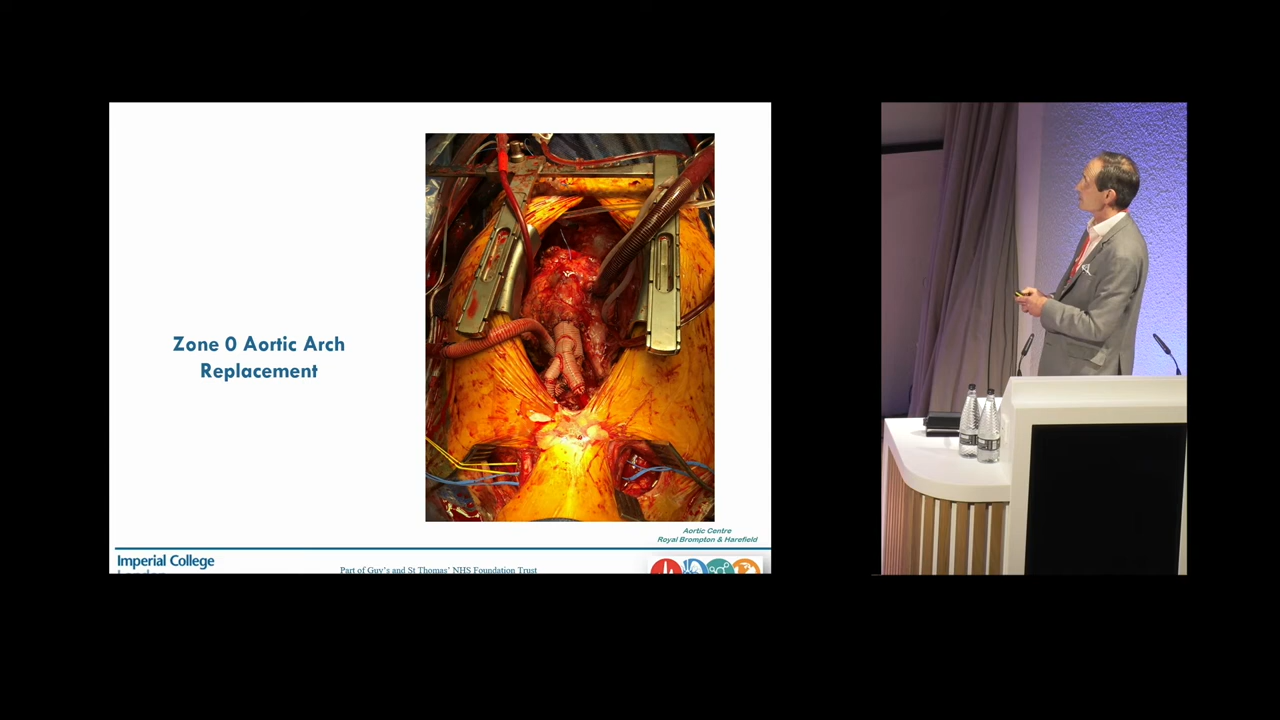 Zone 0 Aortic Arch
Replacement
Aortic Centre
Royal Brompton & Harefield
Imperial College
London
Part of Guy's and St Thomas' NHS Foundation Trust